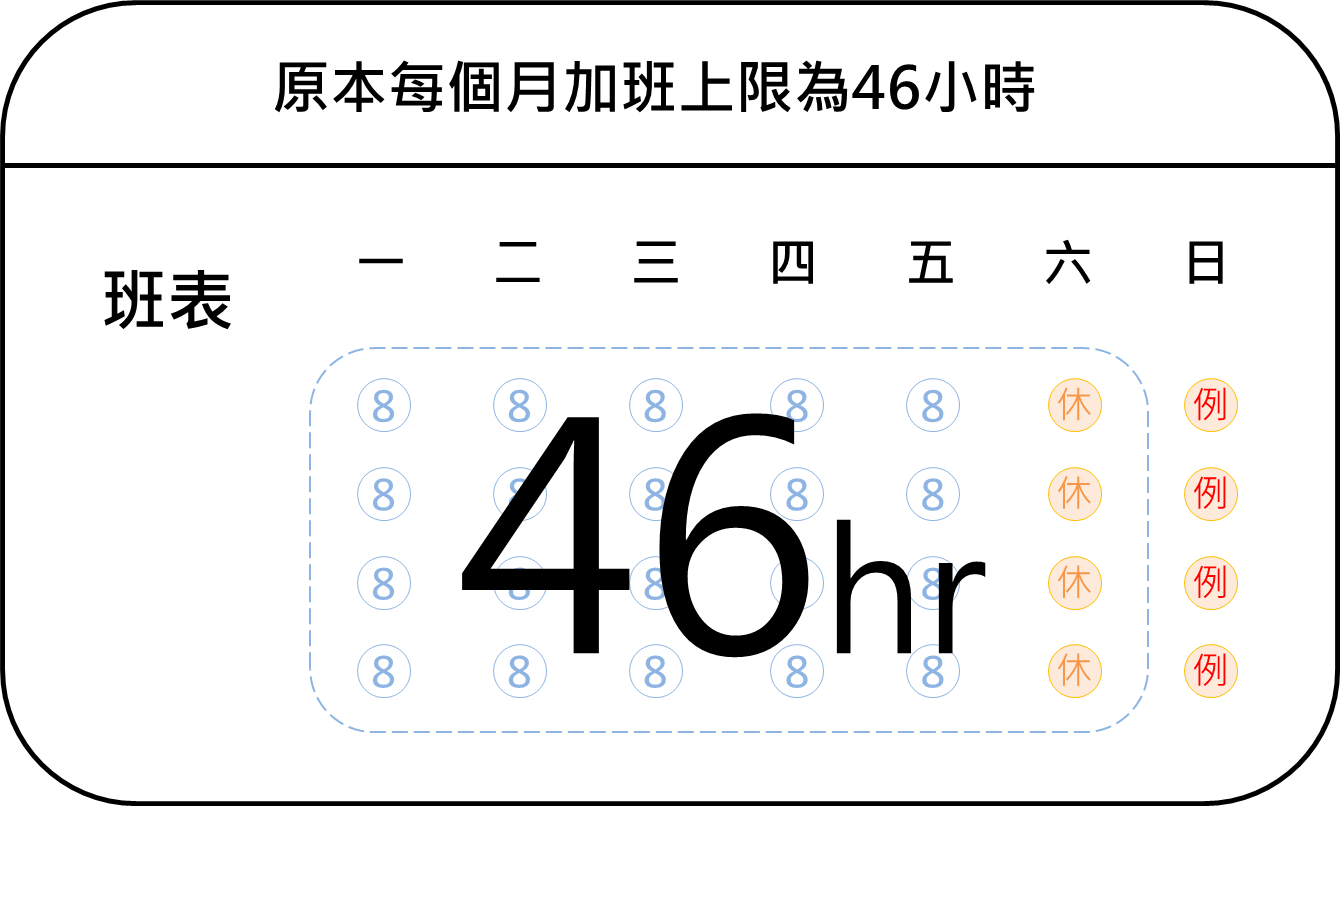 原本每個月加班上限為46小時
班表
一 二 三 四 五 六 日
8 8 8 8 8 休 例
8 8 8 8 8 休 例
46hr
8 8 8 8 休 例
8 8 8 8 8 休 例